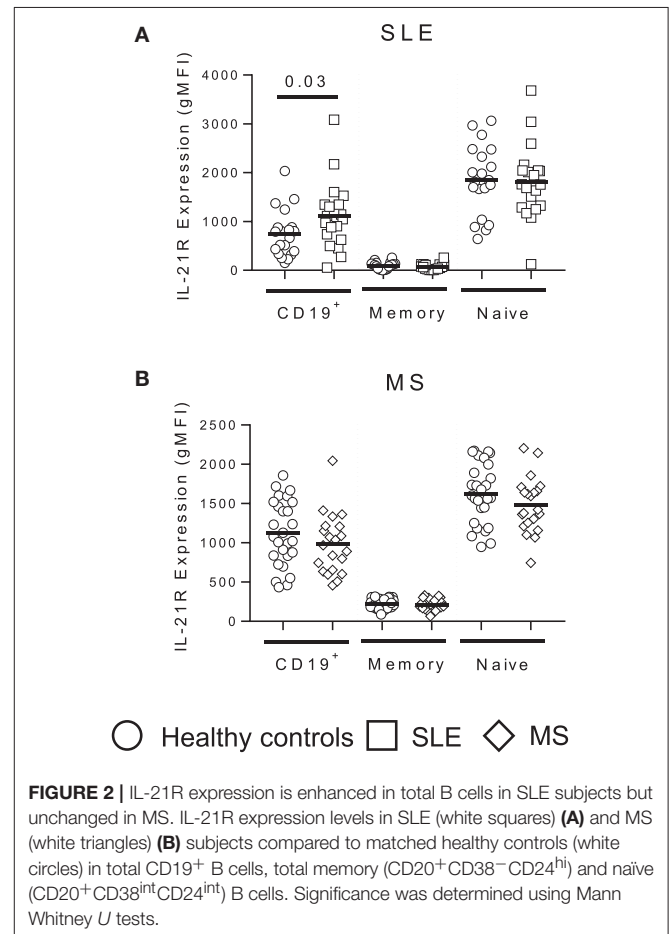 A
SLE
IL-21R Expression (gMFI)
4000
3000
2000
1000
0
0.03
CD19+
Memory
Naive
B
MS
IL-21R Expression (gMFI)
2500
2000
1500
1000
500
0
CD19+
Memory
Naive
Healthy controls SLE MS
FIGURE 2 | IL-21R expression is enhanced in total B cells in SLE subjects but
unchanged in MS. IL-21R expression levels in SLE (white squares) (A) and MS
(white triangles) (B) subjects compared to matched healthy controls (white
circles) in total CD19+ B cells, total memory (CD20+CD38−CD24hi) and naïve
(CD20+CD38intCD24int) B cells. Significance was determined using Mann
Whitney U tests.